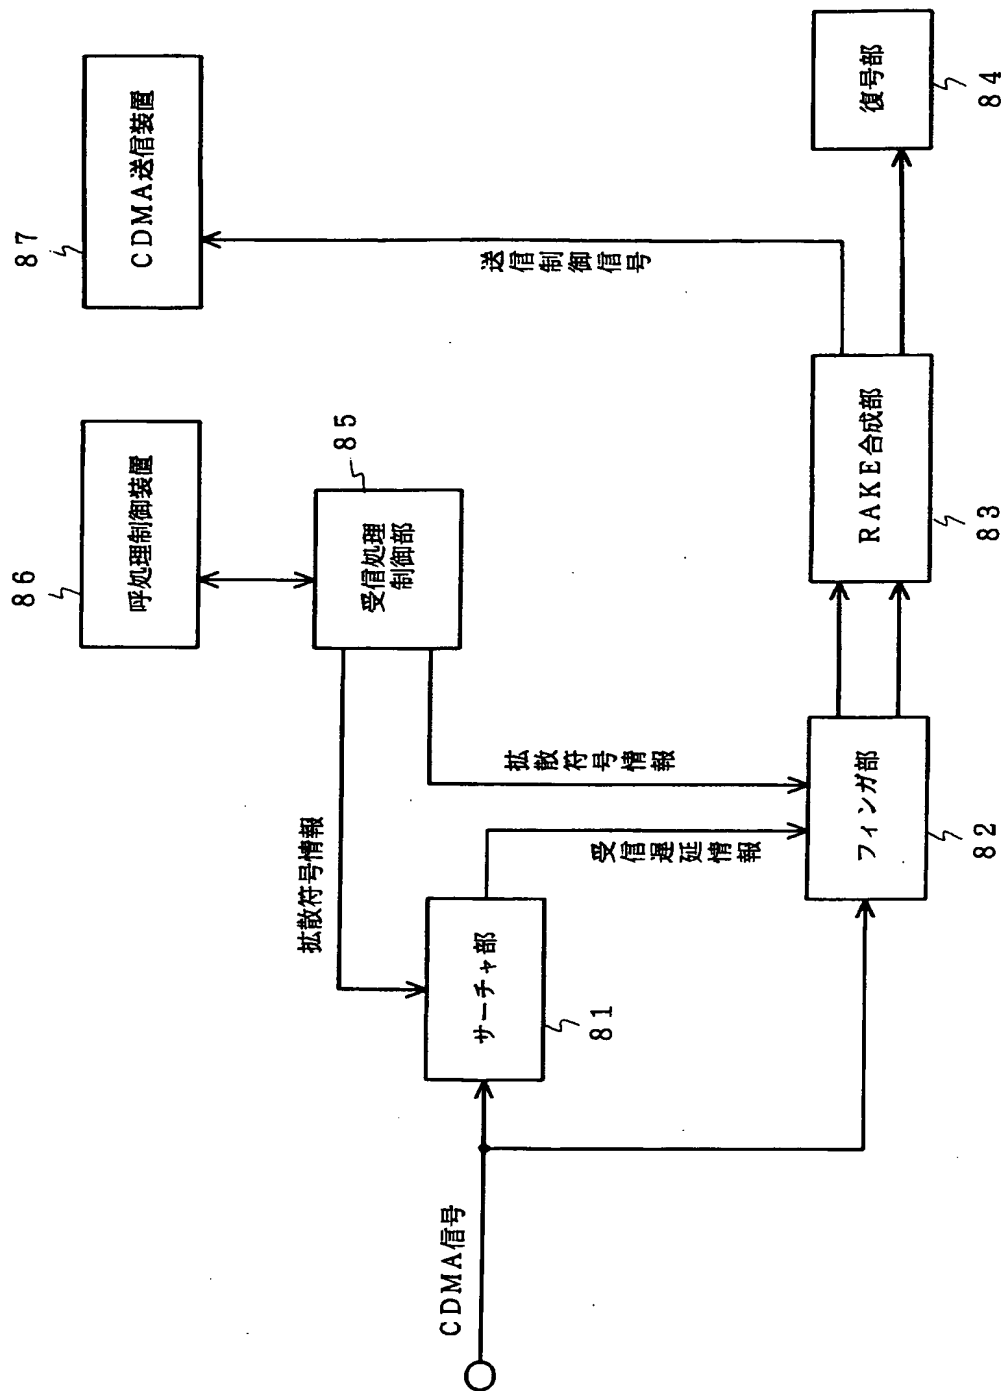 86
呼処理制御装置
87
CDMA送信装置
85
受信処理
制御部
拡散符号情報
拡散符号情報
送信制御信号
CDMA信号
サーチャ部
81
受信遅延情報
フィンガ部
82
RAKE合成部
83
復号部
84